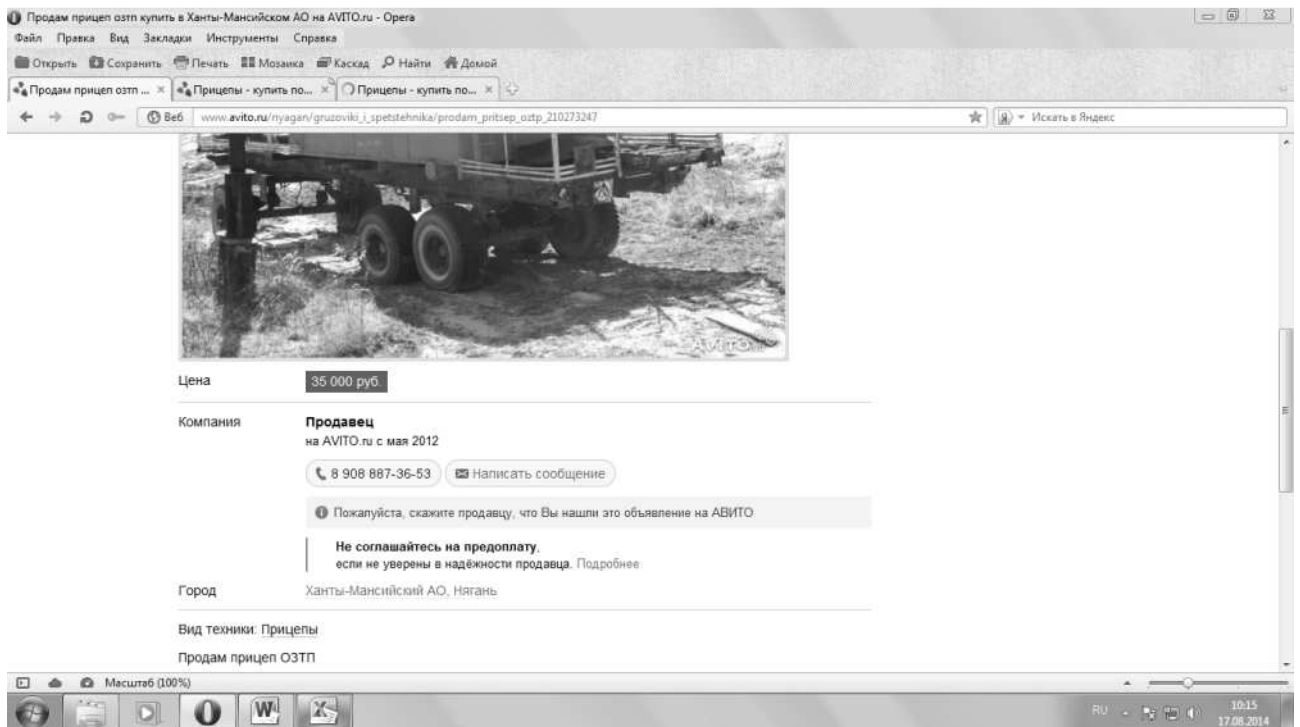 Продам прицеп озтп купить в Ханты-Мансийском АО на AVITO.ru - Opera
Файл Правка Вид Закладки Инструменты Справка
Открыть Сохранить Печать Мозаика Каскад Найти Домой
Продам прицеп озтп ... Прицепы - купить по... Прицепы - купить по...
Веб www.avito.ru/nyagan/gruzoviki_i_spetstehnika/prodam_pritsep_oztp_210273247 Искать в Яндекс
AVITO.ru
Цена 35 000 руб.
Компания Продавец
на AVITO.ru с мая 2012
8 908 887-36-53 Написать сообщение
Пожалуйста, скажите продавцу, что Вы нашли это объявление на АВИТО
Не соглашайтесь на предоплату,
если не уверены в надёжности продавца. Подробнее
Город Ханты-Мансийский АО, Нягань
Вид техники: Прицепы
Продам прицеп ОЗТП
Масштаб (100%)
RU 10:15
17.08.2014